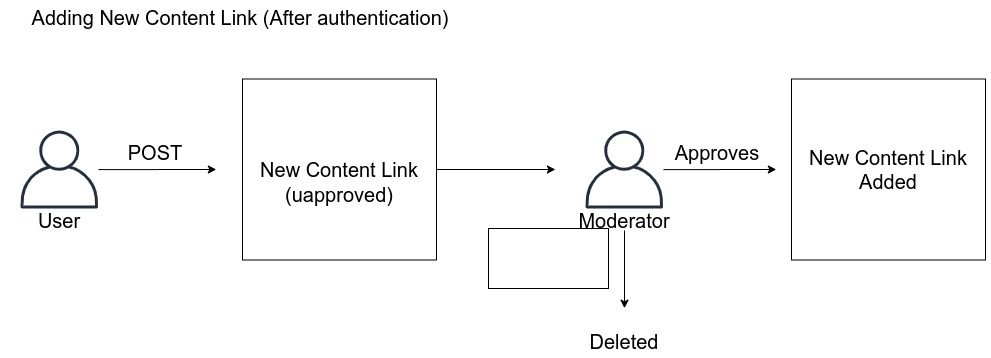 Adding New Content Link (After authentication)
POST
User
New Content Link
(uapproved)
Moderator
Approves
New Content Link
Added
Deleted